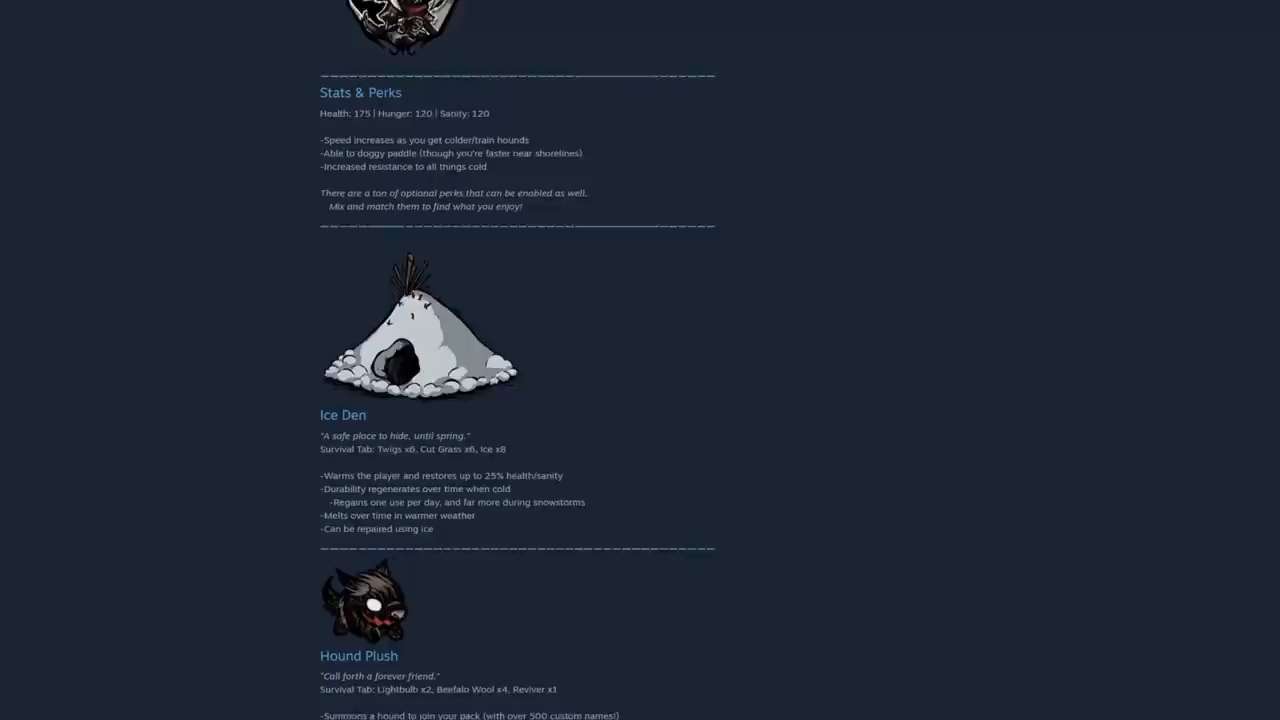 Stats & Perks
Health: 175 | Hunger: 120 | Sanity: 120
-Speed increases as you get colder/train hounds
-Able to doggy paddle (though you're faster near shorelines)
-Increased resistance to all things cold
There are a ton of optional perks that can be enabled as well.
Mix and match them to find what you enjoy!
Ice Den
"A safe place to hide, until spring."
Survival Tab: Twigs x6, Cut Grass x6, Ice x8
-Warms the player and restores up to 25% health/sanity
-Durability regenerates over time when cold
-Regains one use per day, and far more during snowstorms
-Melts over time in warmer weather
-Can be repaired using ice
Hound Plush
"Call forth a forever friend."
Survival Tab: Lightbulb x2, Beefalo Wool x4, Reviver x1
-Summons a hound to join your pack (with over 500 custom names!)